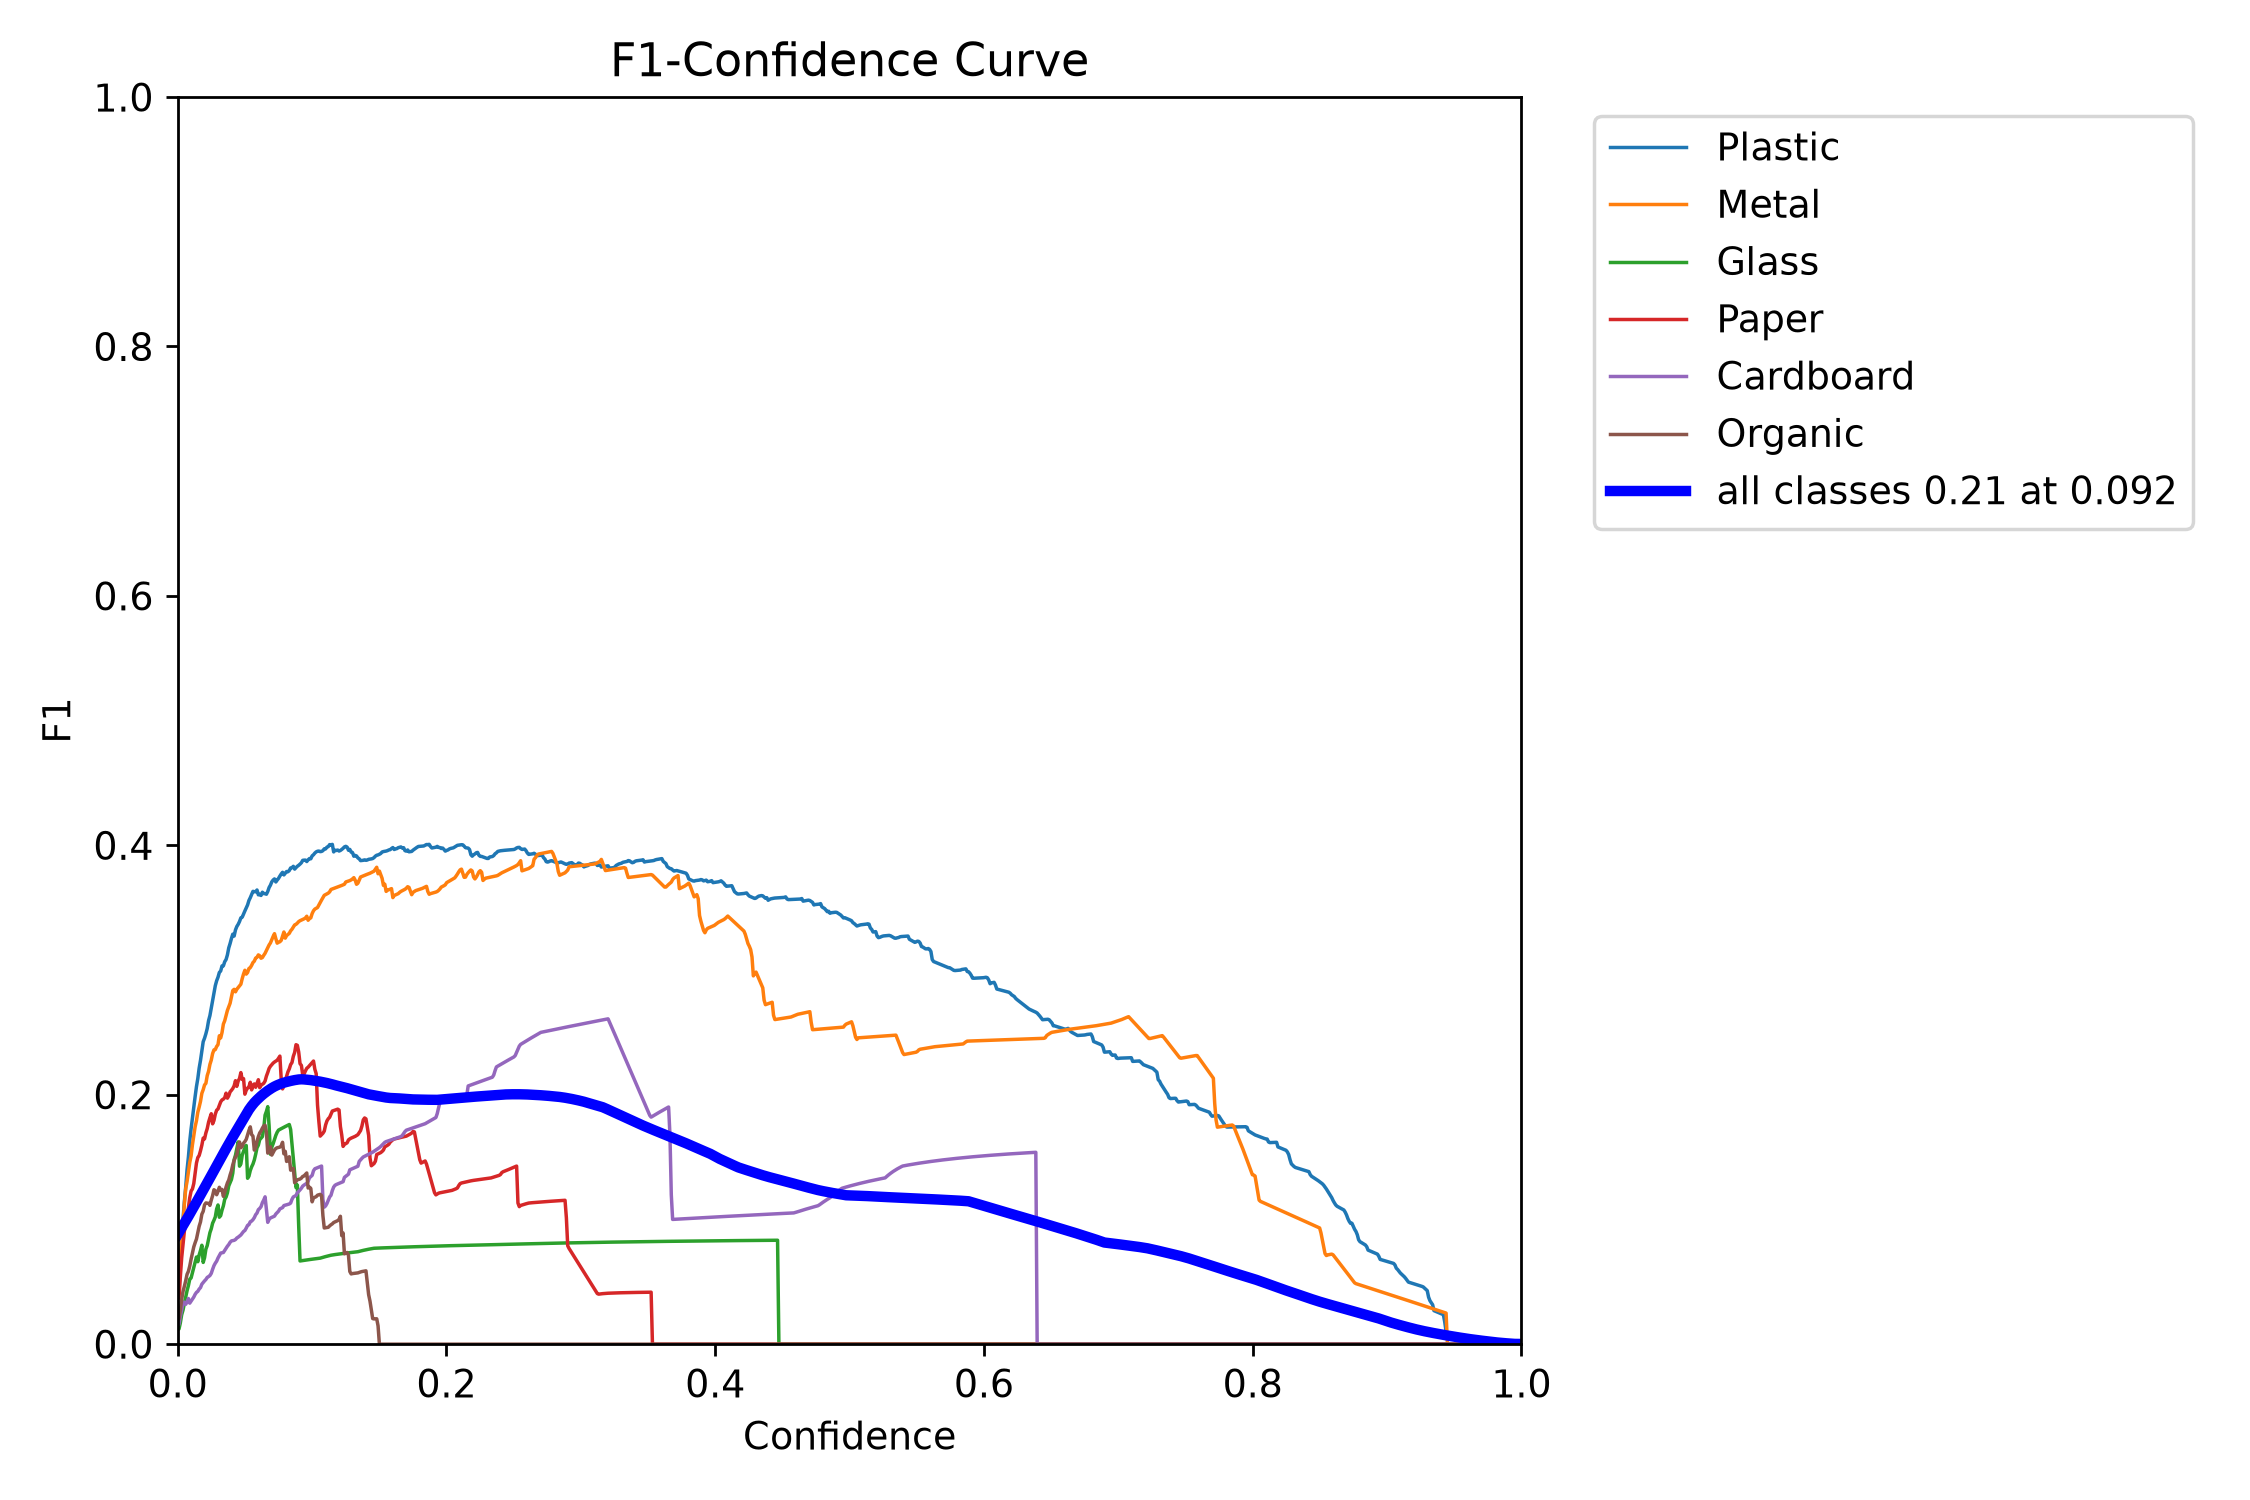 F1-Confidence Curve
1.0
0.8
0.6
0.4
0.2
0.0
F1
0.0 0.2 0.4 0.6 0.8 1.0
Confidence
Plastic
Metal
Glass
Paper
Cardboard
Organic
all classes 0.21 at 0.092